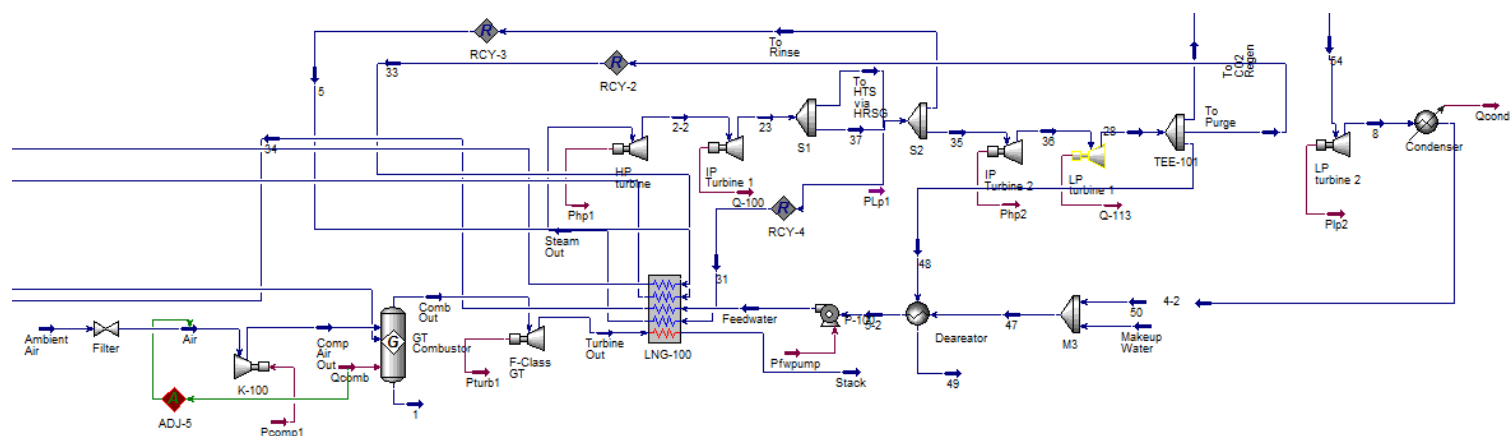 RCY-3
To
Rinse
33
RCY-2
5
To
CO2
Regen
54
To
HTS
via
HRSG
2-2
23
S1
37
S2
35
36
28
To
Purge
TEE-101
8
Qcond
Condenser
34
HP
turbine
IP
Turbine 1
Php1
Q-100
PLp1
RCY-4
IP
Turbine 2
LP
turbine 1
Php2
Q-113
LP
turbine 2
Plp2
Steam
Out
31
48
Comb
Out
Feedwater
P-100
3-2
Deareator
47
M3
50
4-2
Makeup
Water
Ambient
Air
Filter
Air
Comp
Air
Out
GT
Combustor
G
Qcomb
K-100
F-Class
GT
Pturb1
Turbine
Out
LNG-100
Pfwpump
Stack
49
A
ADJ-5
Pcomp1
1